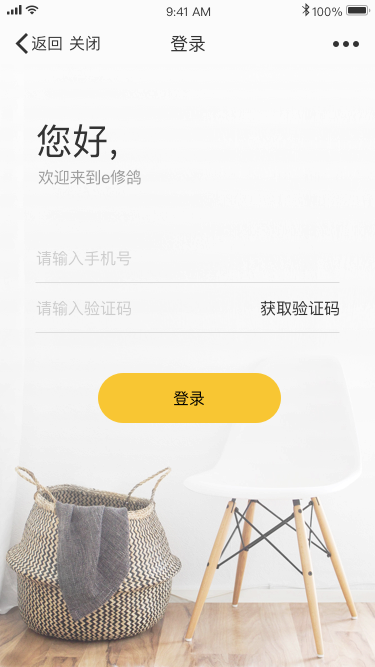 9:41 AM 100%
返回 关闭 登录
您好,
欢迎来到e修鸽
请输入手机号
请输入验证码 获取验证码
登录